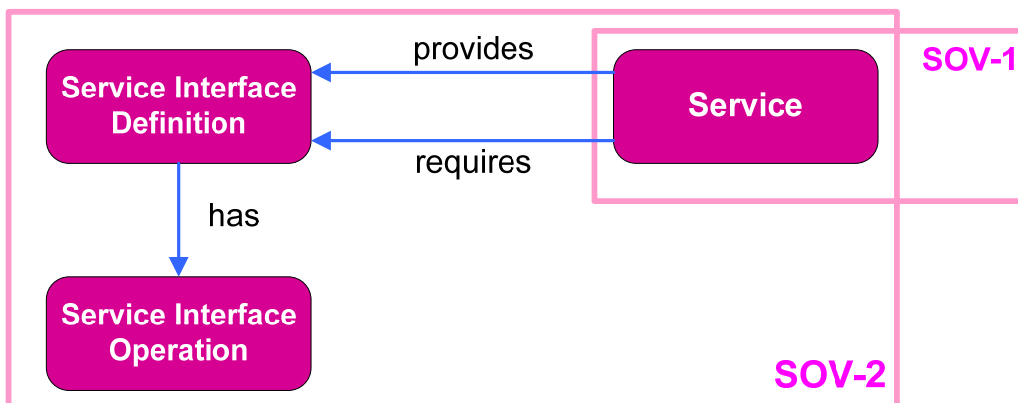 provides
SOV-1
Service Interface
Definition
Service
requires
has
Service Interface
Operation
SOV-2